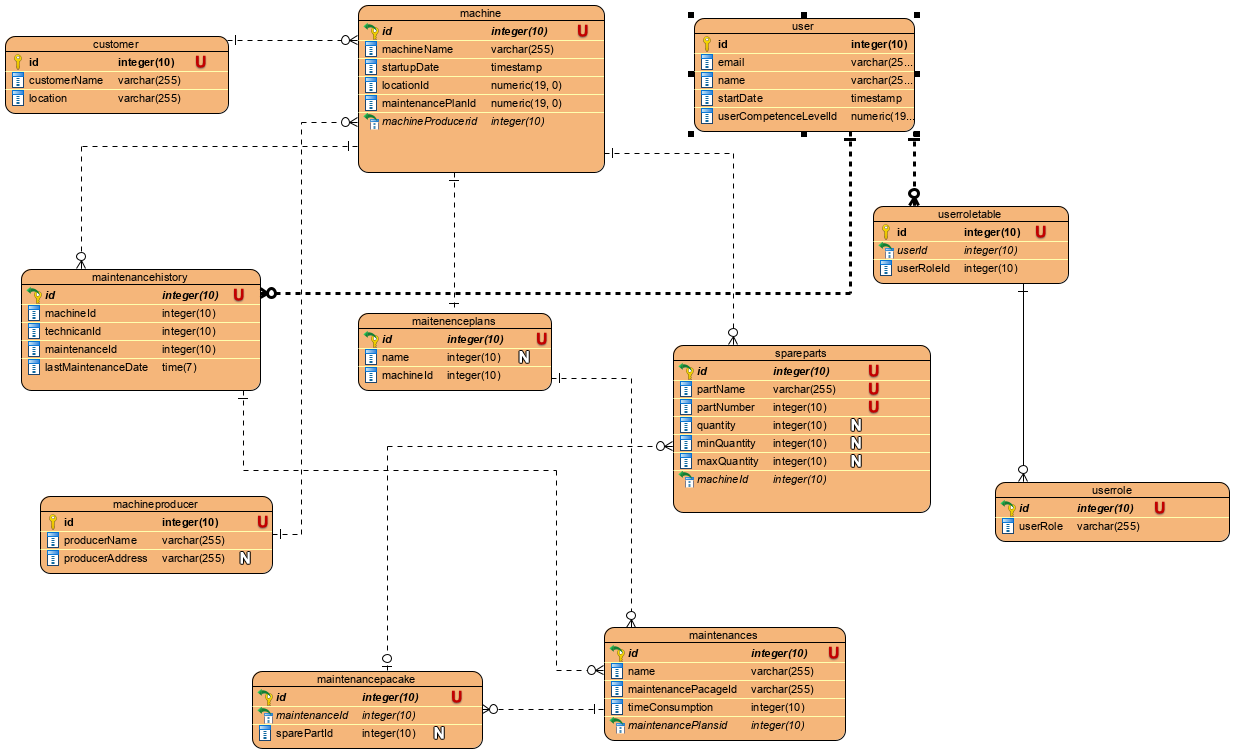 customer
id integer(10) U
customerName varchar(255)
location varchar(255)
machine
id integer(10) U
machineName varchar(255)
startupDate timestamp
locationId numeric(19, 0)
maintenancePlanId numeric(19, 0)
machineProducerid integer(10)
user
id integer(10)
email varchar(25...
name varchar(25...
startDate timestamp
userCompetenceLevelId numeric(19...
userroletable
id integer(10) U
userId integer(10)
userRoleId integer(10)
maintenancehistory
id integer(10) U
machineId integer(10)
technicanId integer(10)
maintenanceId integer(10)
lastMaintenanceDate time(7)
maitenenceplans
id integer(10) U
name integer(10) N
machineId integer(10)
spareparts
id integer(10) U
partName varchar(255) U
partNumber integer(10) U
quantity integer(10) N
minQuantity integer(10) N
maxQuantity integer(10) N
machineId integer(10)
machineproducer
id integer(10) U
producerName varchar(255)
producerAddress varchar(255) N
userrole
id integer(10) U
userRole varchar(255)
maintenancepacake
id integer(10) U
maintenanceId integer(10)
sparePartId integer(10) N
maintenances
id integer(10) U
name varchar(255)
maintenancePacageId varchar(255)
timeConsumption integer(10)
maintenancePlansid integer(10)